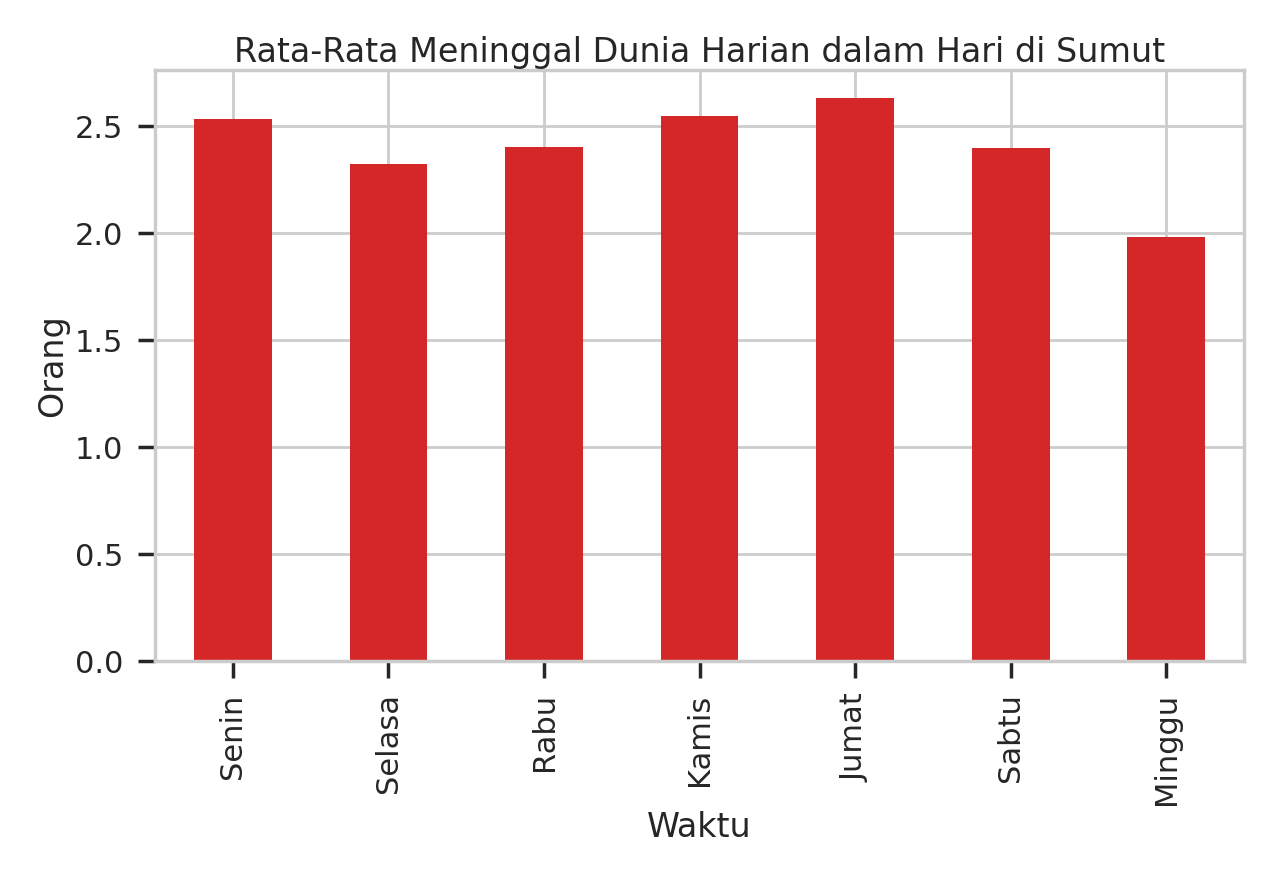 Rata-Rata Meninggal Dunia Harian dalam Hari di Sumut
Orang
2.5
2.0
1.5
1.0
0.5
0.0
Senin
Selasa
Rabu
Kamis
Jumat
Sabtu
Minggu
Waktu